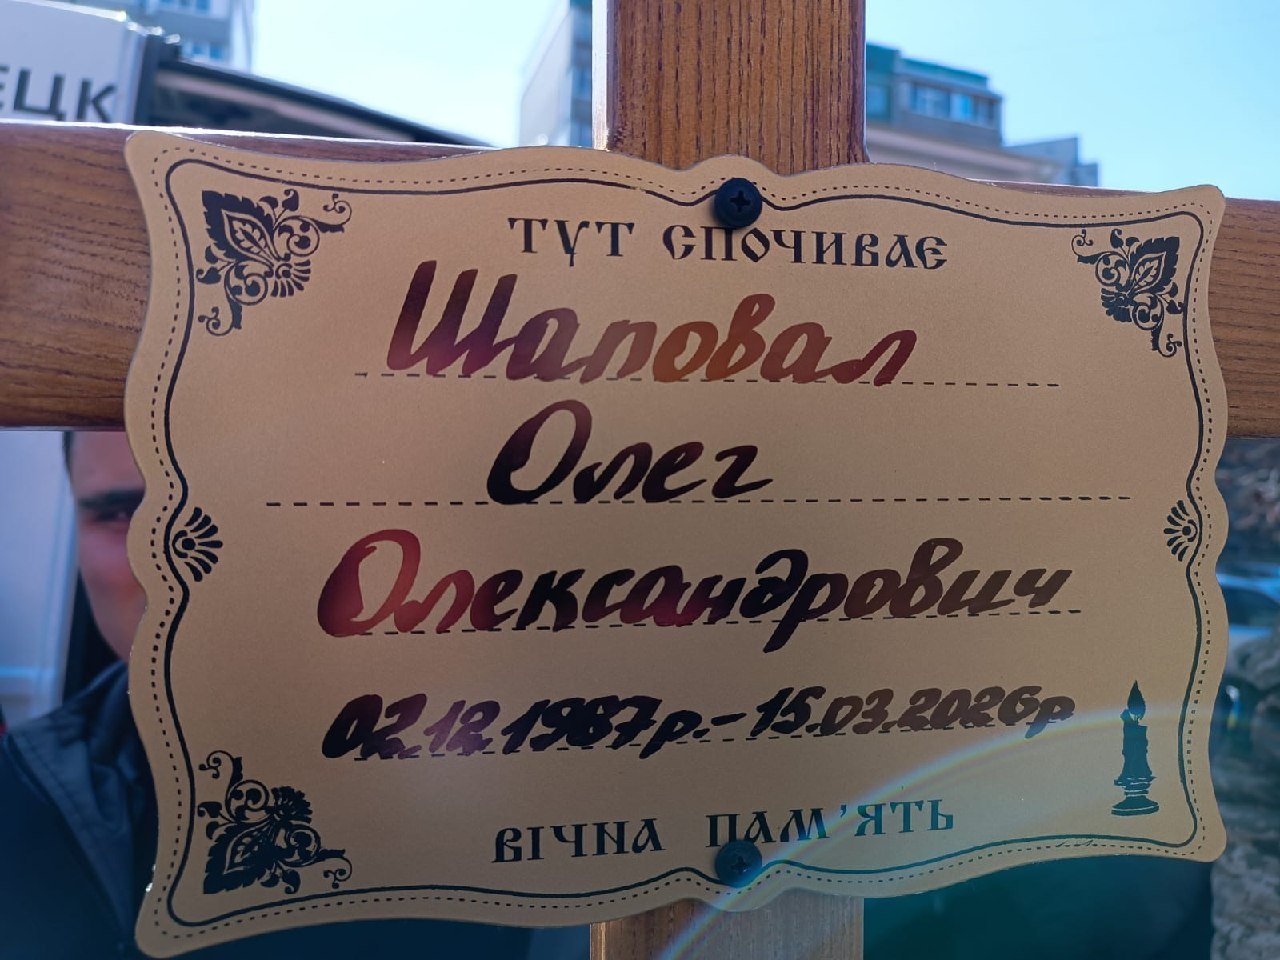 ЕЦК
ТУТ СПОЧИВАЄ
Шаповал
Олег
Олександрович
02.12.1987р.-15.03.2026р
ВІЧНА ПАМ'ЯТЬ